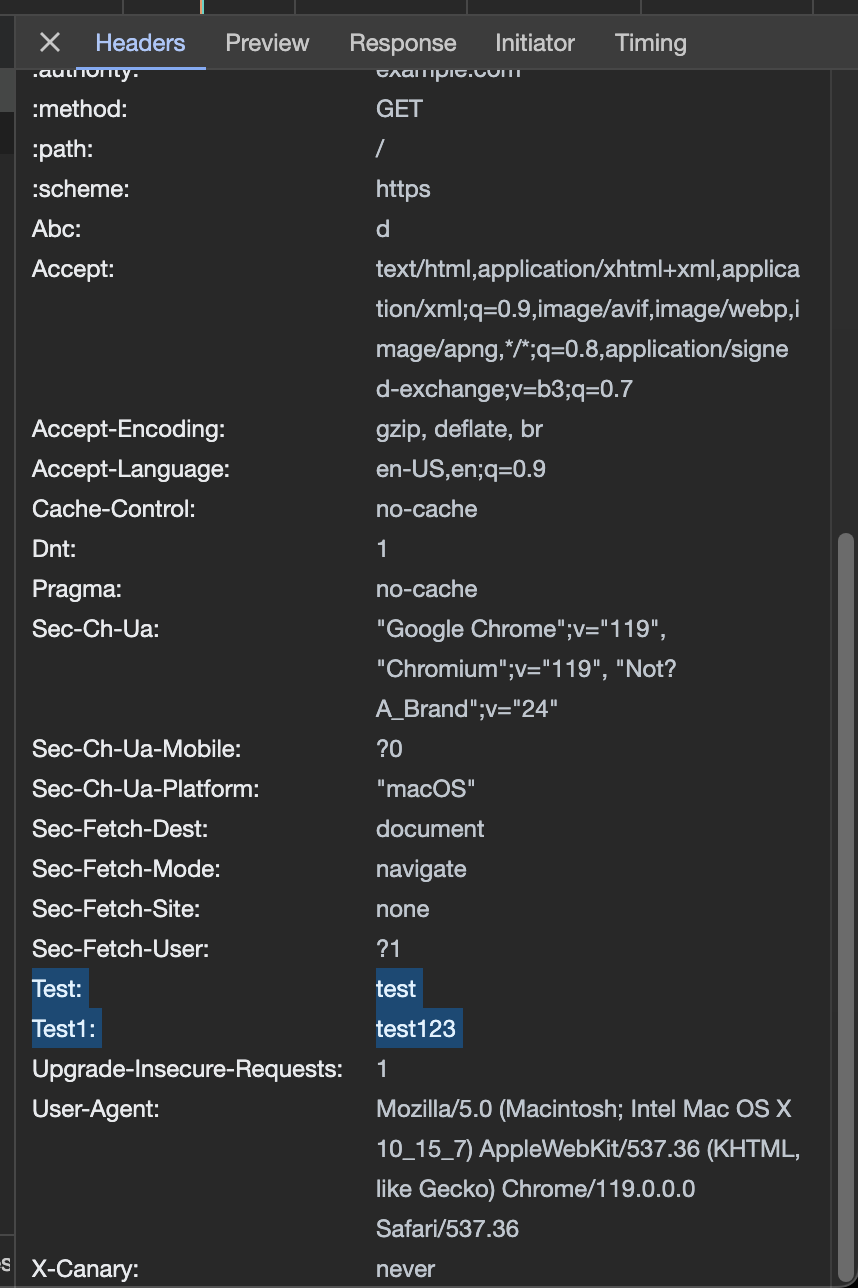 Headers Preview Response Initiator Timing
:authority: example.com
:method: GET
:path: /
:scheme: https
Abc: d
Accept: text/html,application/xhtml+xml,applica
tion/xml;q=0.9,image/avif,image/webp,i
mage/apng,*/*;q=0.8,application/signe
d-exchange;v=b3;q=0.7
Accept-Encoding: gzip, deflate, br
Accept-Language: en-US,en;q=0.9
Cache-Control: no-cache
Dnt: 1
Pragma: no-cache
Sec-Ch-Ua: "Google Chrome";v="119",
"Chromium";v="119", "Not?
A_Brand";v="24"
Sec-Ch-Ua-Mobile: ?0
Sec-Ch-Ua-Platform: "macOS"
Sec-Fetch-Dest: document
Sec-Fetch-Mode: navigate
Sec-Fetch-Site: none
Sec-Fetch-User: ?1
Test: test
Test1: test123
Upgrade-Insecure-Requests: 1
User-Agent: Mozilla/5.0 (Macintosh; Intel Mac OS X
10_15_7) AppleWebKit/537.36 (KHTML,
like Gecko) Chrome/119.0.0.0
Safari/537.36
X-Canary: never